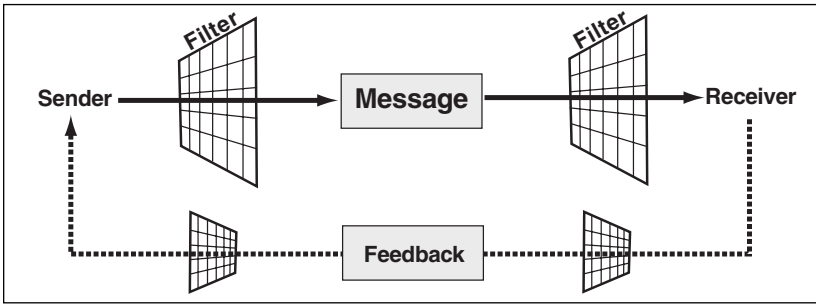 Filter
Filter
Sender
Message
Receiver
Feedback